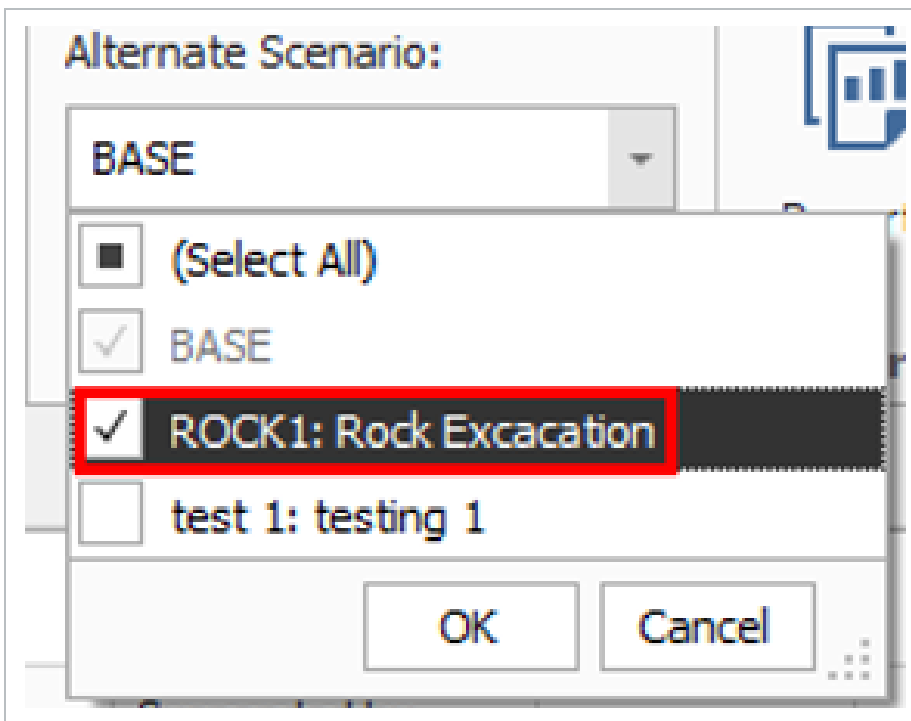 Alternate Scenario:
BASE
(Select All)
BASE
ROCK1: Rock Excacation
test 1: testing 1
OK
Cancel